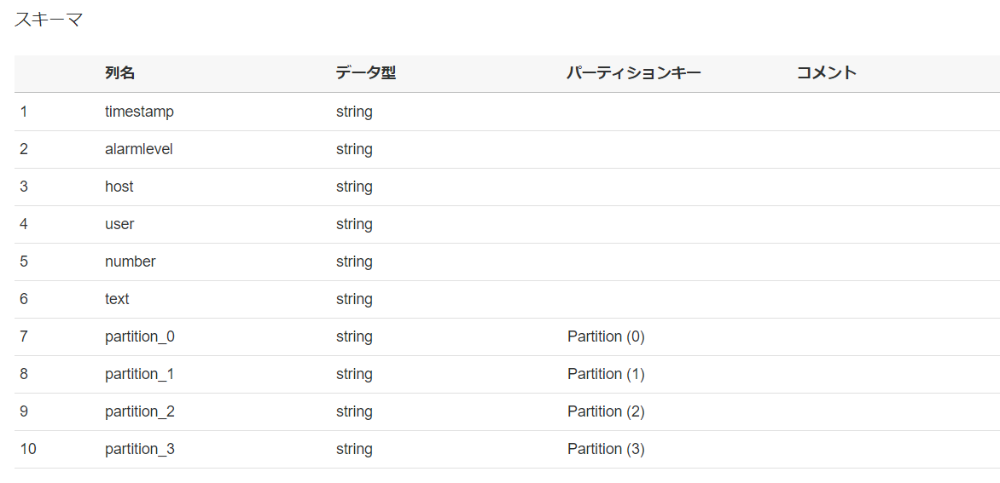 スキーマ
列名 データ型 パーティションキー コメント
1 timestamp string
2 alarmlevel string
3 host string
4 user string
5 number string
6 text string
7 partition_0 string Partition (0)
8 partition_1 string Partition (1)
9 partition_2 string Partition (2)
10 partition_3 string Partition (3)